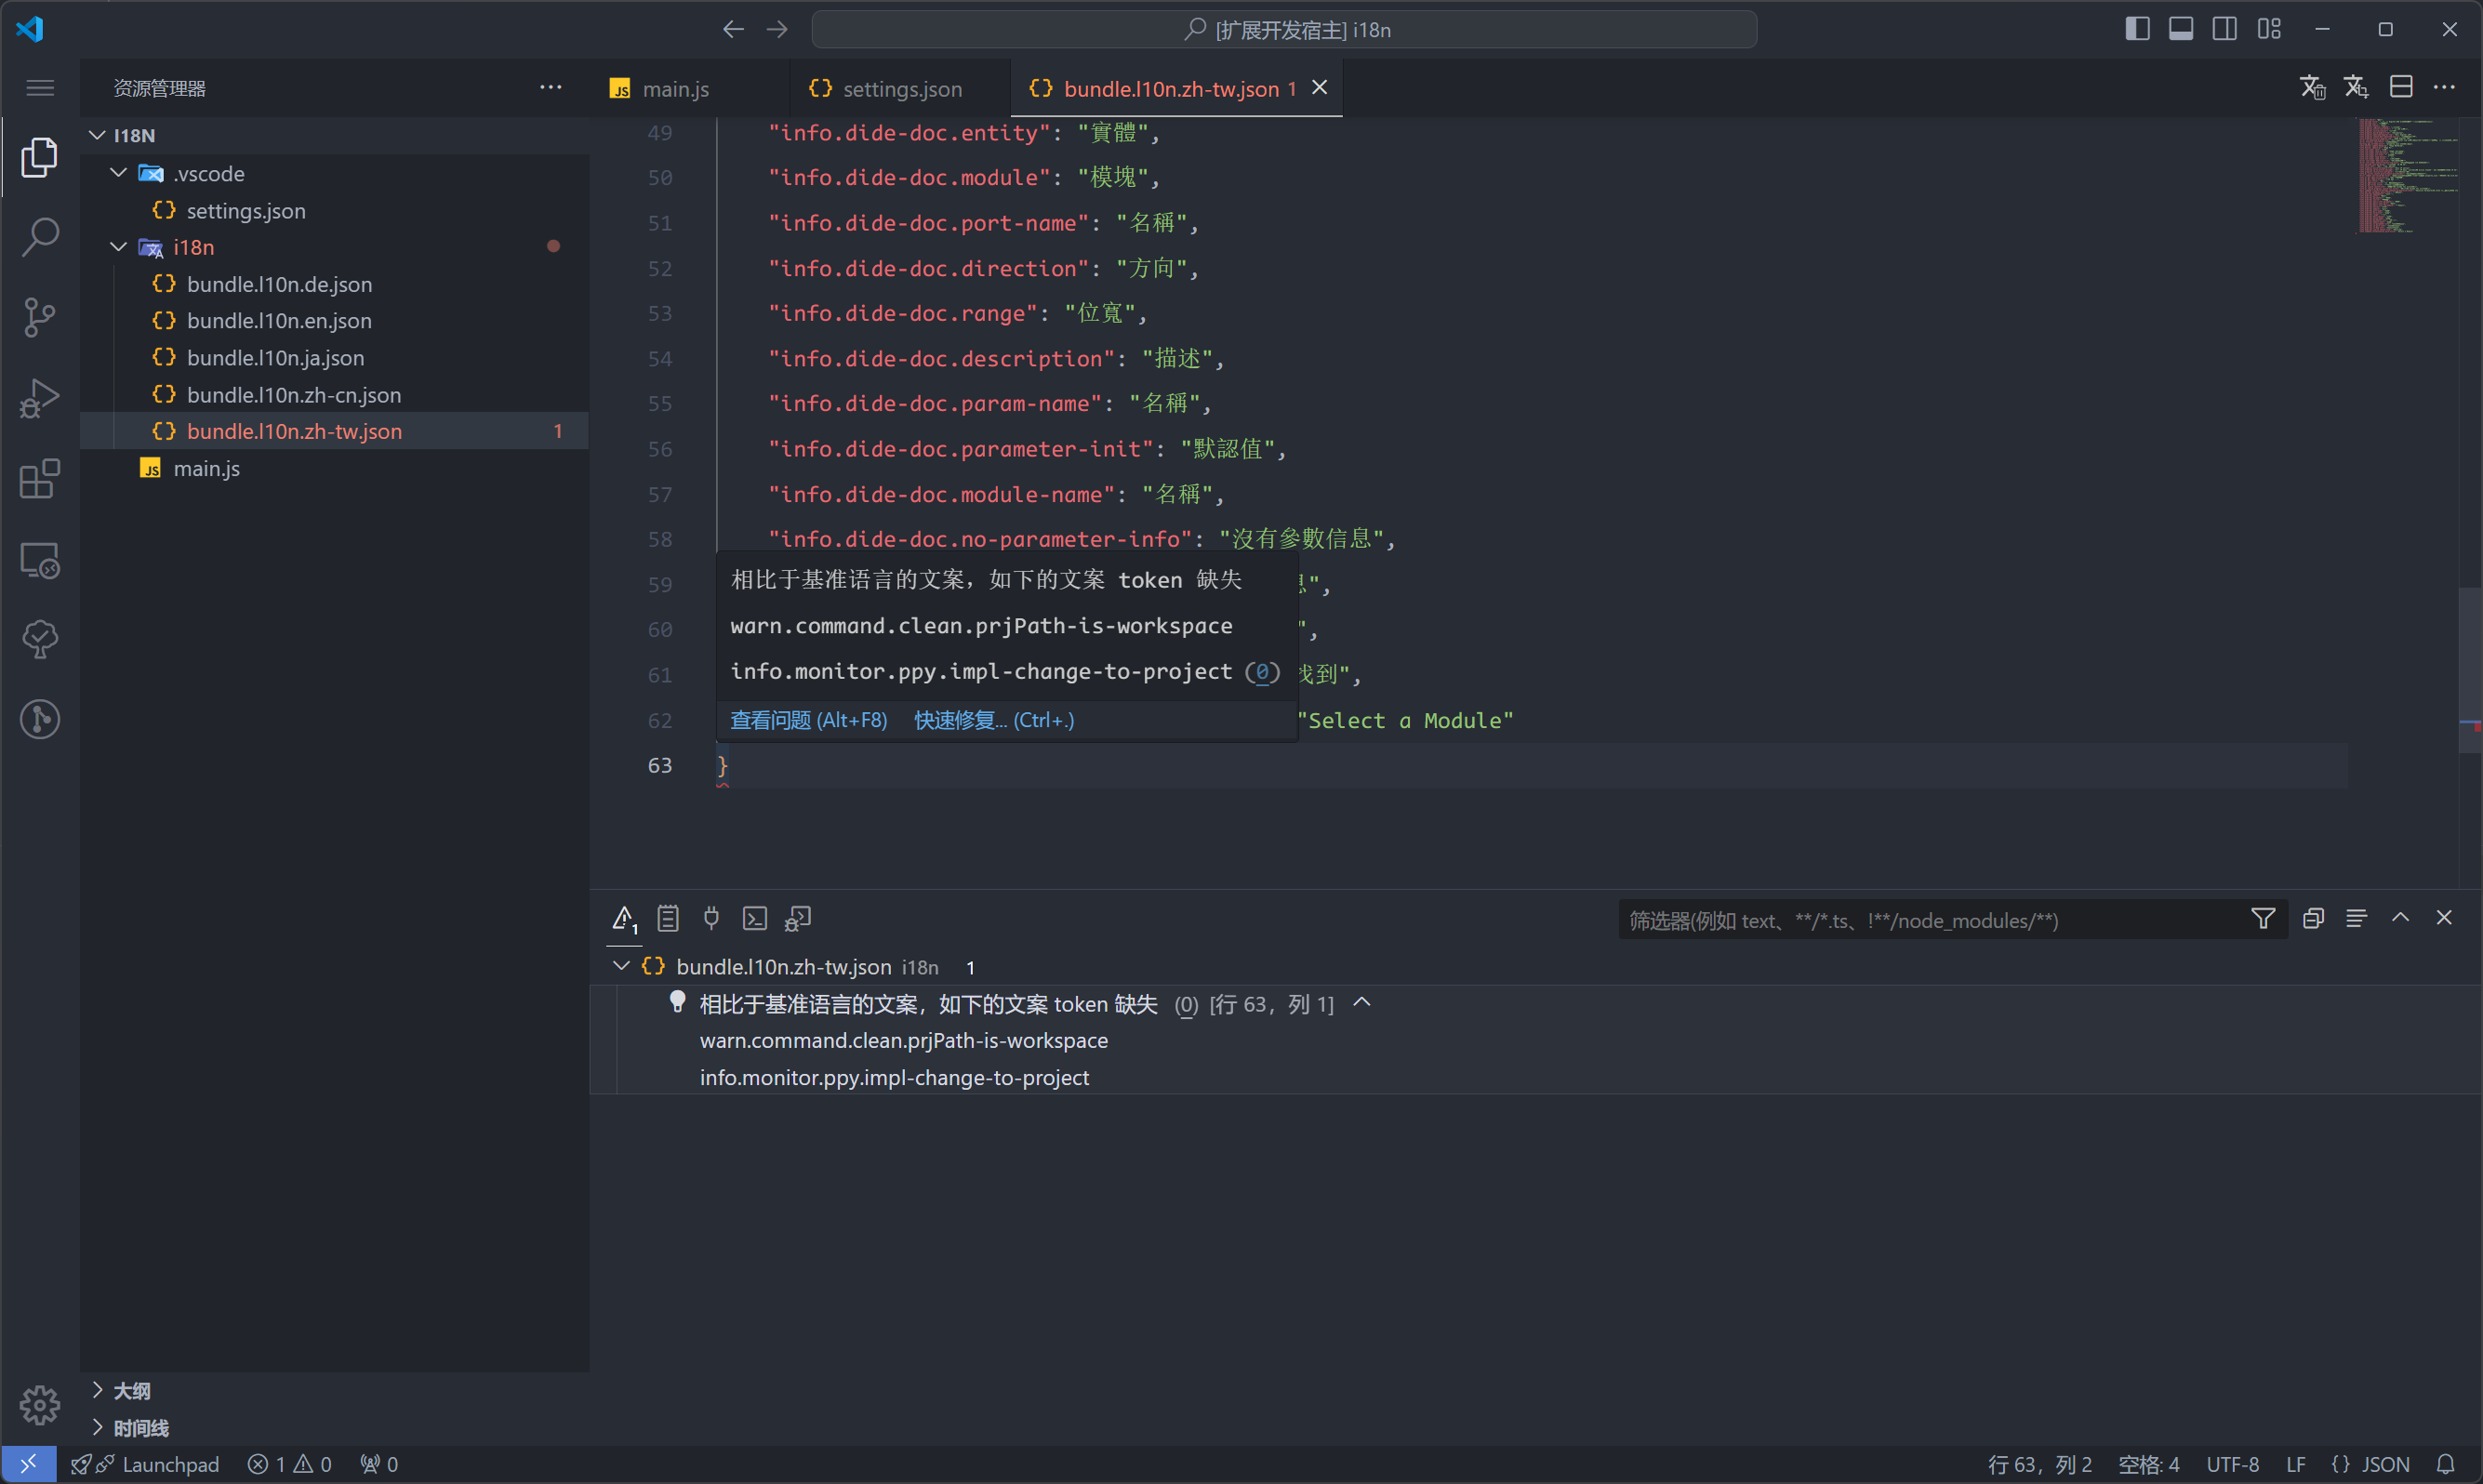 [扩展开发宿主] i18n
资源管理器
main.js
settings.json
bundle.l10n.zh-tw.json 1
I18N
.vscode
settings.json
i18n
bundle.l10n.de.json
bundle.l10n.en.json
bundle.l10n.ja.json
bundle.l10n.zh-cn.json
bundle.l10n.zh-tw.json 1
JS main.js
大纲
时间线
49 "info.dide-doc.entity": "實體",
50 "info.dide-doc.module": "模塊",
51 "info.dide-doc.port-name": "名稱",
52 "info.dide-doc.direction": "方向",
53 "info.dide-doc.range": "位寬",
54 "info.dide-doc.description": "描述",
55 "info.dide-doc.param-name": "名稱",
56 "info.dide-doc.parameter-init": "默認值",
57 "info.dide-doc.module-name": "名稱",
58 "info.dide-doc.no-parameter-info": "沒有參數信息",
59 息",
60 ",
61 找到",
62 "Select a Module"
63 }
相比于基准语言的文案，如下的文案 token 缺失
warn.command.clean.prjPath-is-workspace
info.monitor.ppy.impl-change-to-project (0)
查看问题 (Alt+F8) 快速修复... (Ctrl+.)
1
筛选器(例如 text、**/*.ts、!**/node_modules/**)
bundle.l10n.zh-tw.json i18n 1
相比于基准语言的文案，如下的文案 token 缺失 (0) [行 63，列 1]
warn.command.clean.prjPath-is-workspace
info.monitor.ppy.impl-change-to-project
Launchpad 1 0 0
行 63，列 2 空格: 4 UTF-8 LF {} JSON